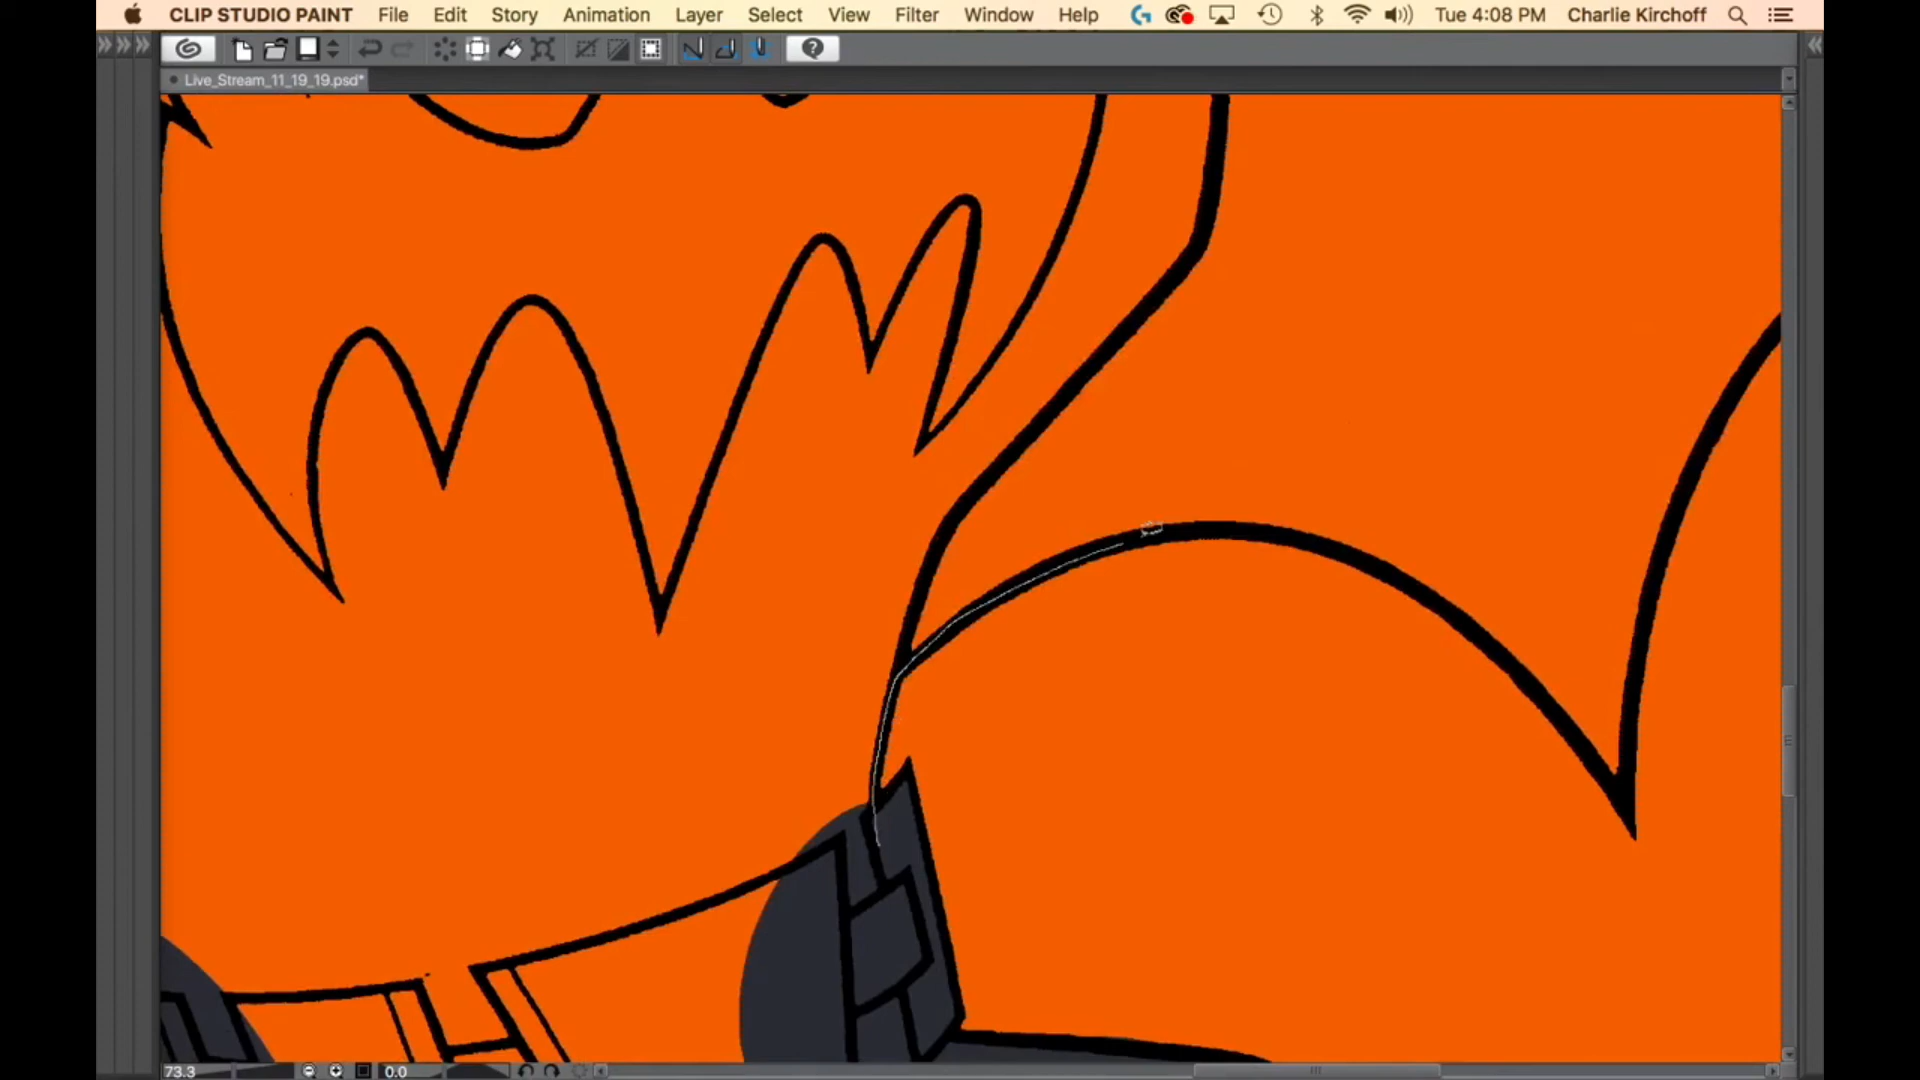 CLIP STUDIO PAINT File Edit Story Animation Layer Select View Filter Window Help Tue 4:08 PM Charlie Kirchoff
Live_Stream_11_19_19.psd*
73.3 0.0